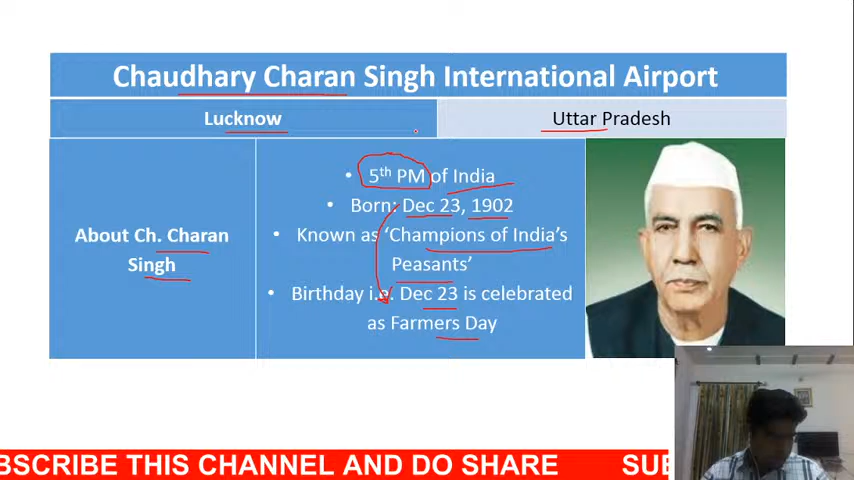 Chaudhary Charan Singh International Airport
Lucknow
Uttar Pradesh
About Ch. Charan
Singh
• 5th PM of India
• Born: Dec 23, 1902
• Known as ‘Champions of India’s
Peasants’
• Birthday i.e. Dec 23 is celebrated
as Farmers Day
BSCRIBE THIS CHANNEL AND DO SHARE SUB